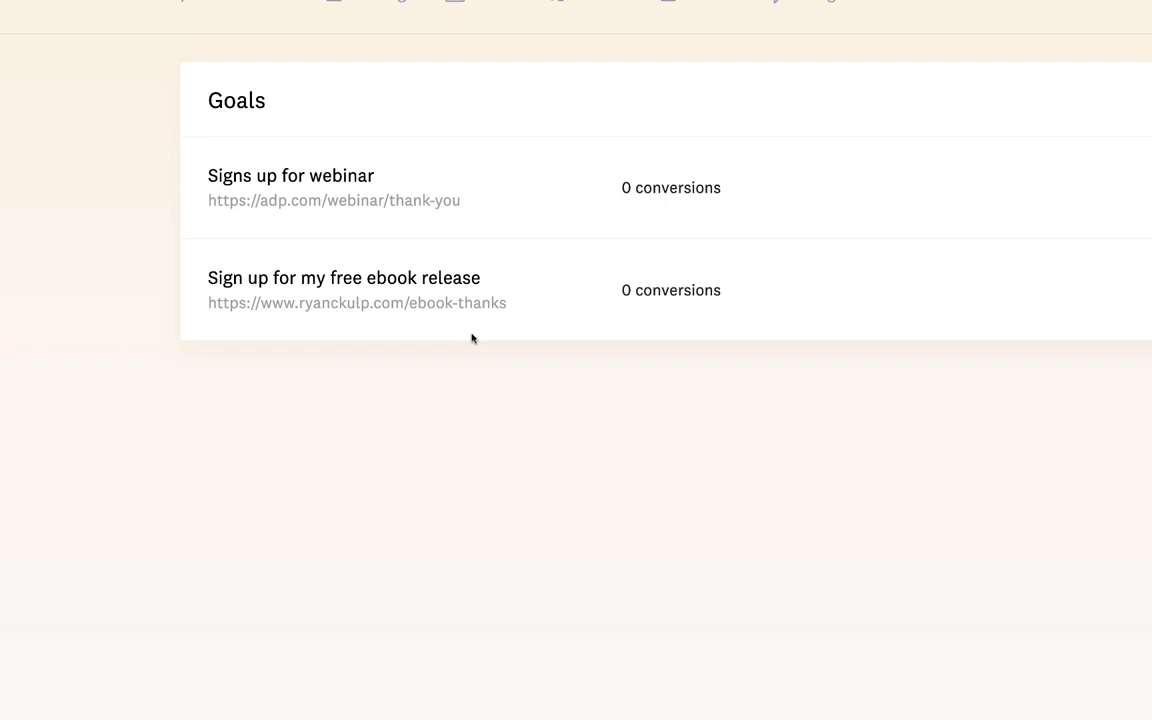 Goals
Signs up for webinar
https://adp.com/webinar/thank-you
0 conversions
Sign up for my free ebook release
https://www.ryanckulp.com/ebook-thanks
0 conversions